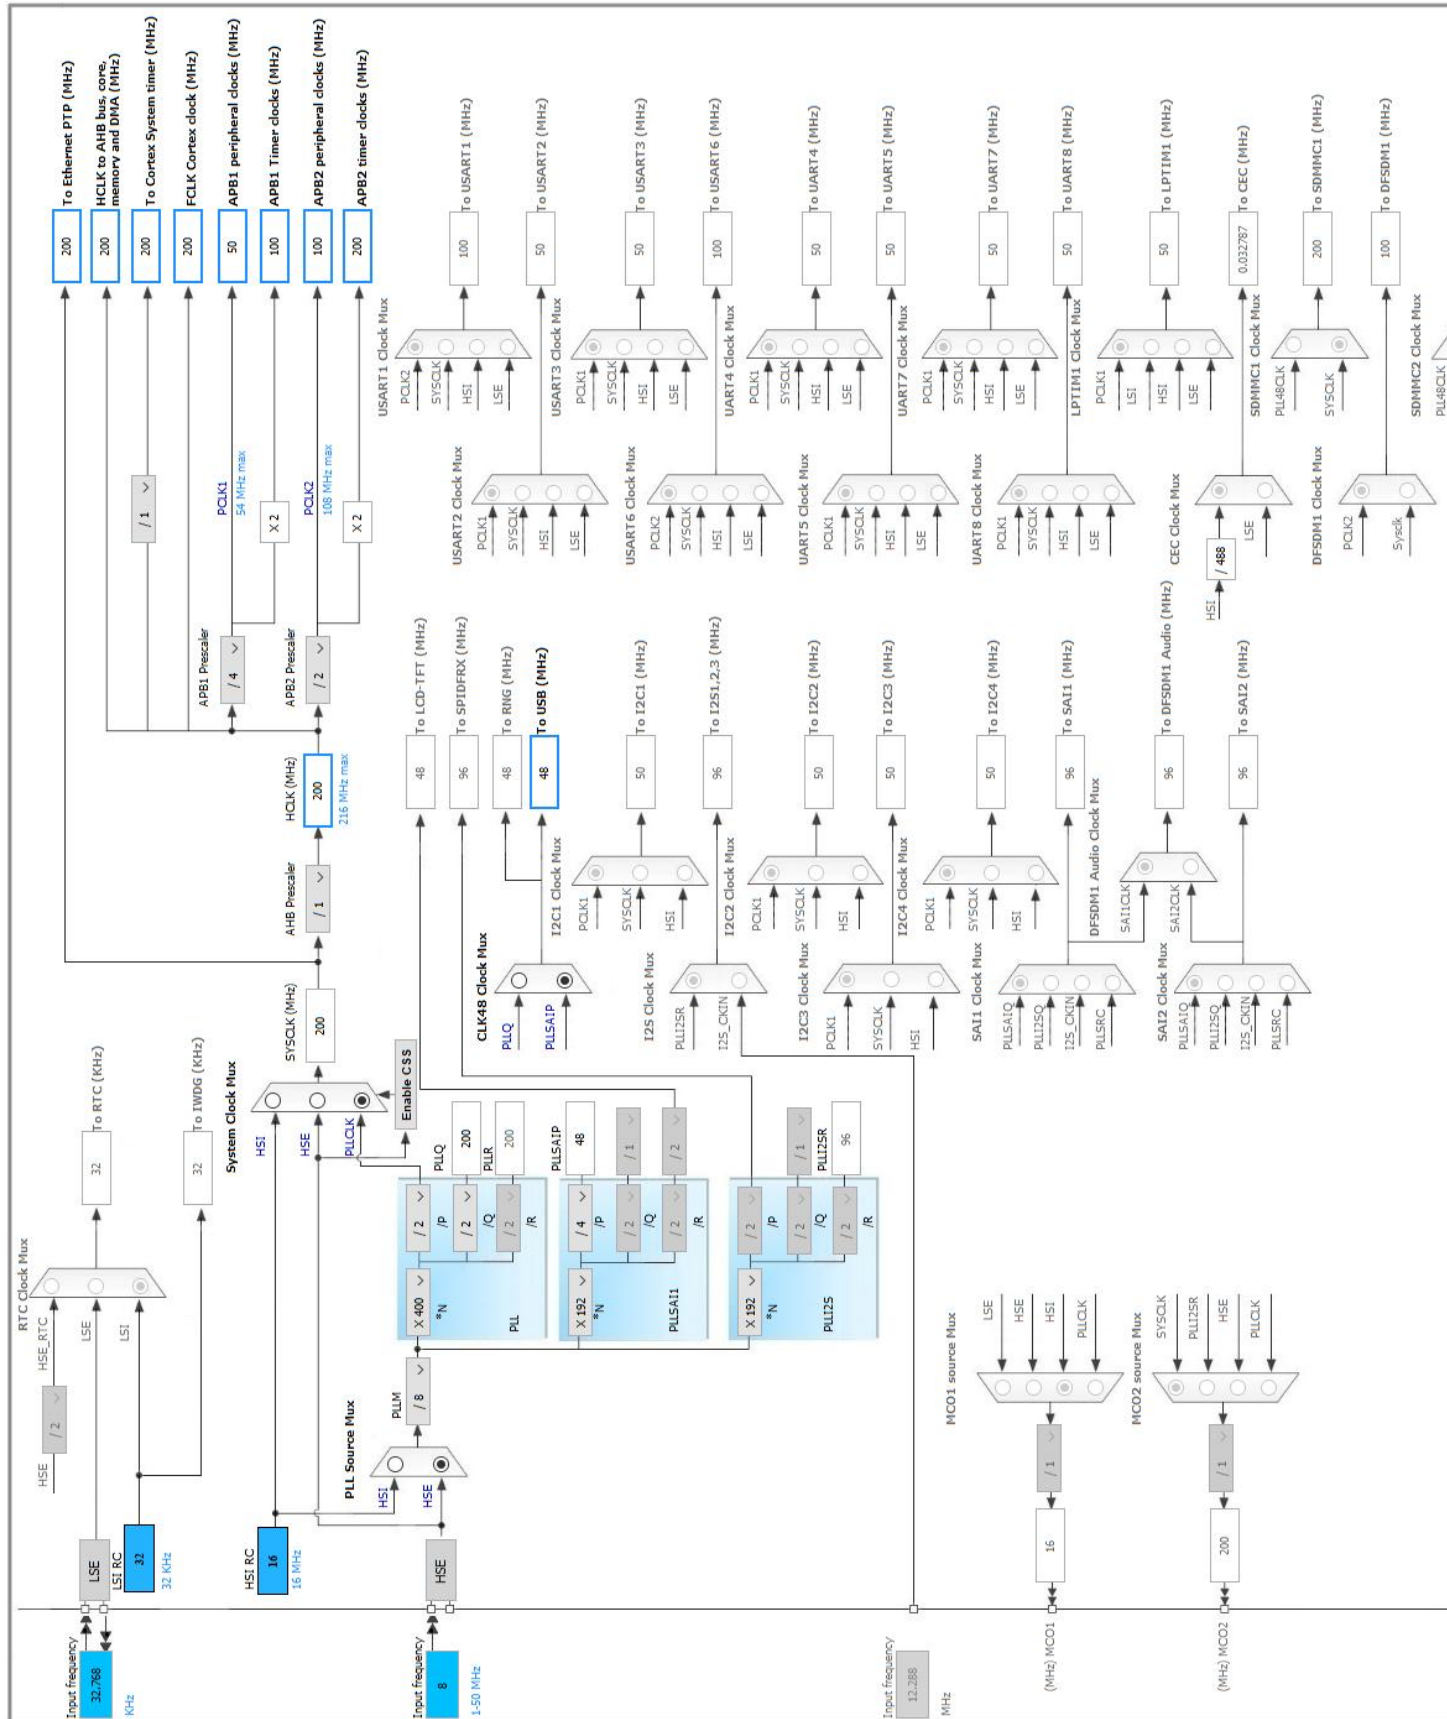 Input frequency
32.768
KHz
LSE
LSI RC
32
32 KHz
HSE
/ 2
HSE_RTC
LSE
LSI
RTC Clock Mux
32
To RTC (KHz)
32
To IWDG (KHz)
Input frequency
8
1-50 MHz
HSI RC
16
16 MHz
HSE
PLL Source Mux
HSI
HSE
PLLM
/ 8
System Clock Mux
HSI
HSE
PLLCLK
Enable CSS
SYSCLK (MHz)
200
AHB Prescaler
/ 1
HCLK (MHz)
200
216 MHz max
APB1 Prescaler
/ 4
APB2 Prescaler
/ 2
/ 1
PCLK1
54 MHz max
X 2
PCLK2
108 MHz max
X 2
200
To Ethernet PTP (MHz)
200
HCLK to AHB bus, core,
memory and DMA (MHz)
200
To Cortex System timer (MHz)
200
FCLK Cortex clock (MHz)
50
APB1 peripheral clocks (MHz)
100
APB1 Timer clocks (MHz)
100
APB2 peripheral clocks (MHz)
200
APB2 timer clocks (MHz)
X 400
*N
PLL
/ 2
/P
/ 2
/Q
/ 2
/R
PLLQ
200
PLLR
200
X 192
*N
PLLSAI1
/ 4
/P
/ 2
/Q
/ 2
/R
PLLSAIP
48
/ 1
/ 2
X 192
*N
PLLI2S
/ 2
/P
/ 2
/Q
/ 2
/R
/ 1
PLLI2SR
96
48
To LCD-TFT (MHz)
96
To SPIDFRX (MHz)
CLK48 Clock Mux
PLLQ
PLLSAIP
48
To RNG (MHz)
48
To USB (MHz)
I2C1 Clock Mux
PCLK1
SYSCLK
HSI
50
To I2C1 (MHz)
I2S Clock Mux
PLLI2SR
I2S_CKIN
96
To I2S1,2,3 (MHz)
I2C2 Clock Mux
PCLK1
SYSCLK
HSI
50
To I2C2 (MHz)
I2C3 Clock Mux
PCLK1
SYSCLK
HSI
50
To I2C3 (MHz)
I2C4 Clock Mux
PCLK1
SYSCLK
HSI
50
To I2C4 (MHz)
SAI1 Clock Mux
PLLSAIQ
PLLI2SQ
I2S_CKIN
PLLSRC
96
To SAI1 (MHz)
DFSDM1 Audio Clock Mux
SAI1CLK
SAI2CLK
96
To DFSDM1 Audio (MHz)
SAI2 Clock Mux
PLLSAIQ
PLLI2SQ
I2S_CKIN
PLLSRC
96
To SAI2 (MHz)
USART1 Clock Mux
PCLK2
SYSCLK
HSI
LSE
100
To USART1 (MHz)
USART2 Clock Mux
PCLK1
SYSCLK
HSI
LSE
50
To USART2 (MHz)
USART3 Clock Mux
PCLK1
SYSCLK
HSI
LSE
50
To USART3 (MHz)
USART6 Clock Mux
PCLK2
SYSCLK
HSI
LSE
100
To USART6 (MHz)
UART4 Clock Mux
PCLK1
SYSCLK
HSI
LSE
50
To UART4 (MHz)
UART5 Clock Mux
PCLK1
SYSCLK
HSI
LSE
50
To UART5 (MHz)
UART7 Clock Mux
PCLK1
SYSCLK
HSI
LSE
50
To UART7 (MHz)
UART8 Clock Mux
PCLK1
SYSCLK
HSI
LSE
50
To UART8 (MHz)
LPTIM1 Clock Mux
PCLK1
LSI
HSI
LSE
50
To LPTIM1 (MHz)
CEC Clock Mux
HSI
/ 488
LSE
0.032787
To CEC (MHz)
SDMMC1 Clock Mux
PLL48CLK
SYSCLK
200
To SDMMC1 (MHz)
DFSDM1 Clock Mux
PCLK2
Sysclk
100
To DFSDM1 (MHz)
SDMMC2 Clock Mux
PLL48CLK
Input frequency
12.288
MHz
MCO1 source Mux
LSE
HSE
HSI
PLLCLK
/ 1
16
(MHz) MCO1
MCO2 source Mux
SYSCLK
PLLI2SR
HSE
PLLCLK
/ 1
200
(MHz) MCO2